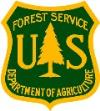 FOREST SERVICE
U S
DEPARTMENT OF AGRICULTURE